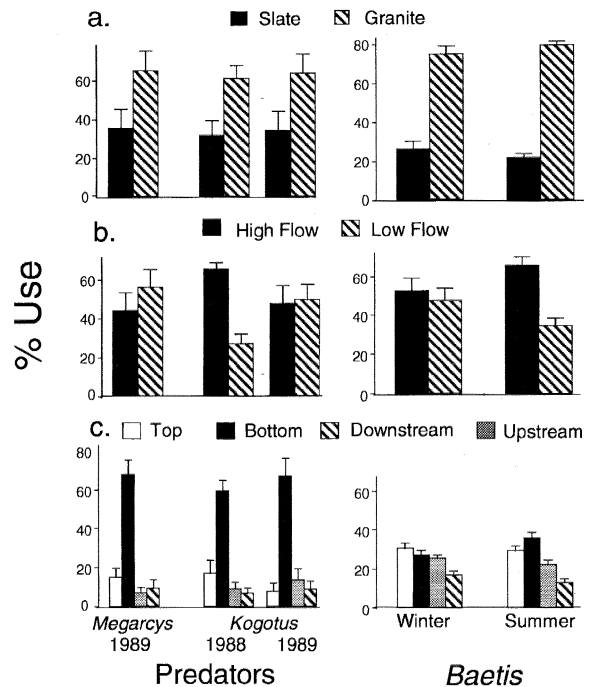 a.
Slate Granite
60
40
20
0
80
60
40
20
0
b.
High Flow Low Flow
60
40
20
0
60
40
20
0
% Use
c.
Top Bottom Downstream Upstream
80
60
40
20
0
60
40
20
0
Megarcys Kogotus
1989 1988 1989
Predators
Winter Summer
Baetis